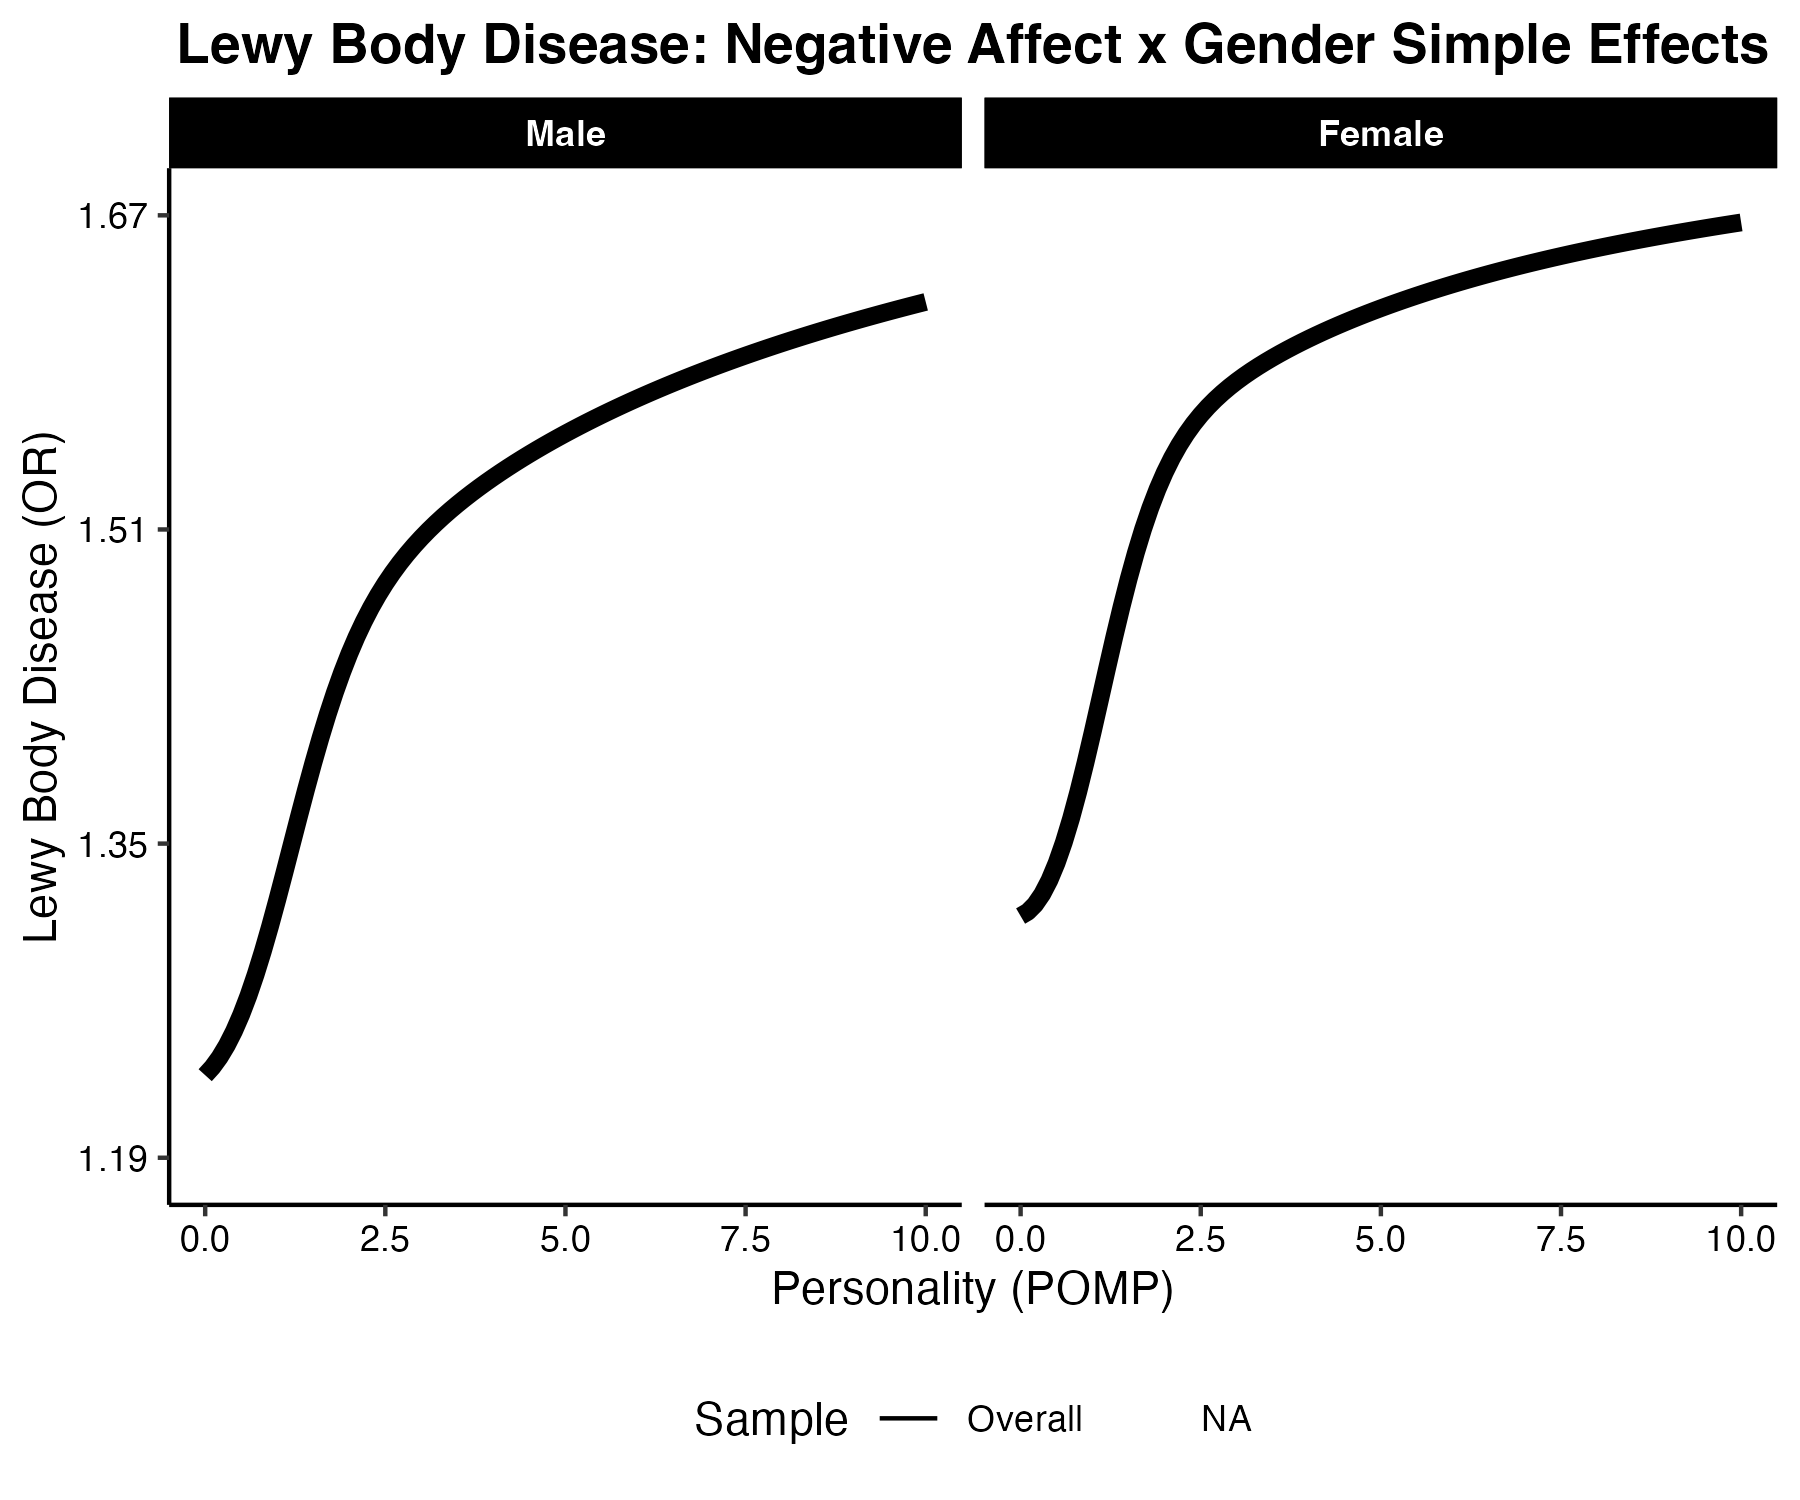 Lewy Body Disease: Negative Affect x Gender Simple Effects
Male
Female
Lewy Body Disease (OR)
1.67
1.51
1.35
1.19
0.0 2.5 5.0 7.5 10.0
0.0 2.5 5.0 7.5 10.0
Personality (POMP)
Sample Overall NA